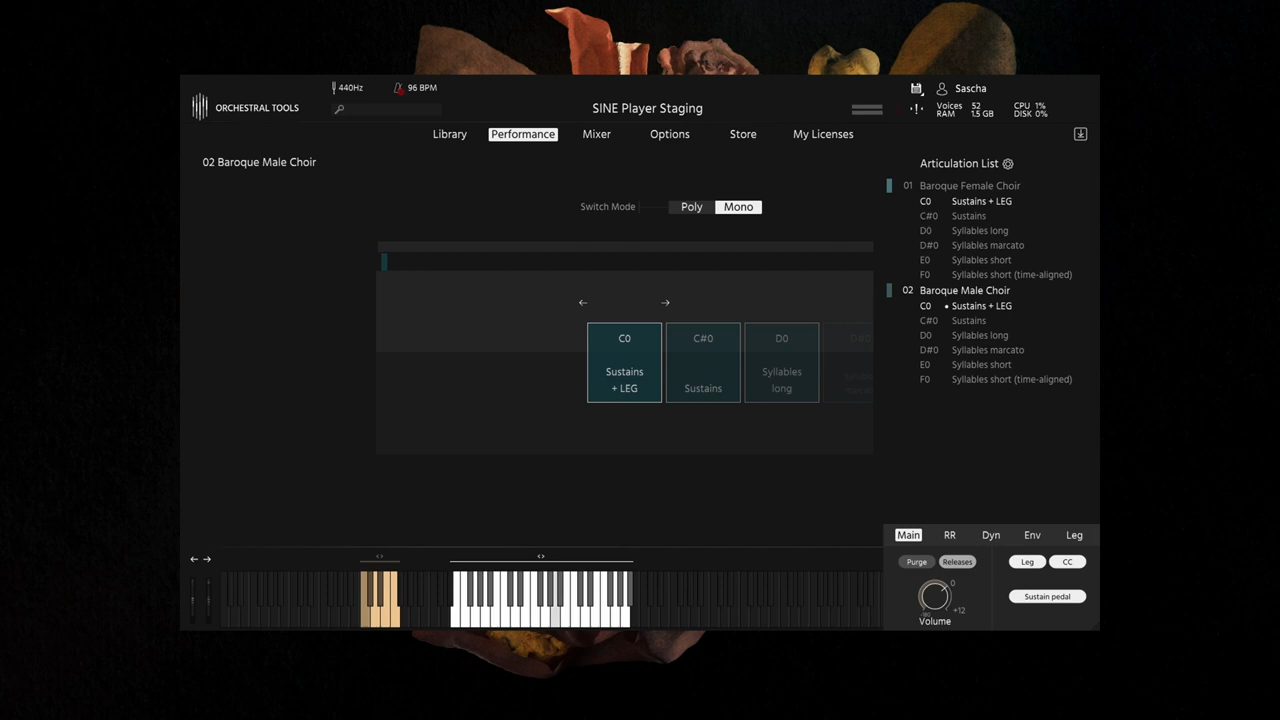 440Hz
96 BPM
Sascha
ORCHESTRAL TOOLS
SINE Player Staging
Voices 52
CPU 1%
RAM 1.5 GB
DISK 0%
Library
Performance
Mixer
Options
Store
My Licenses
02 Baroque Male Choir
Articulation List
Switch Mode
Poly
Mono
01 Baroque Female Choir
C0 Sustains + LEG
C#0 Sustains
D0 Syllables long
D#0 Syllables marcato
E0 Syllables short
F0 Syllables short (time-aligned)
02 Baroque Male Choir
C0 • Sustains + LEG
C#0 Sustains
D0 Syllables long
D#0 Syllables marcato
E0 Syllables short
F0 Syllables short (time-aligned)
C0
Sustains
+ LEG
C#0
Sustains
D0
Syllables
long
D#0
Main
RR
Dyn
Env
Leg
Purge
Releases
Leg
CC
0
+12
Volume
Sustain pedal